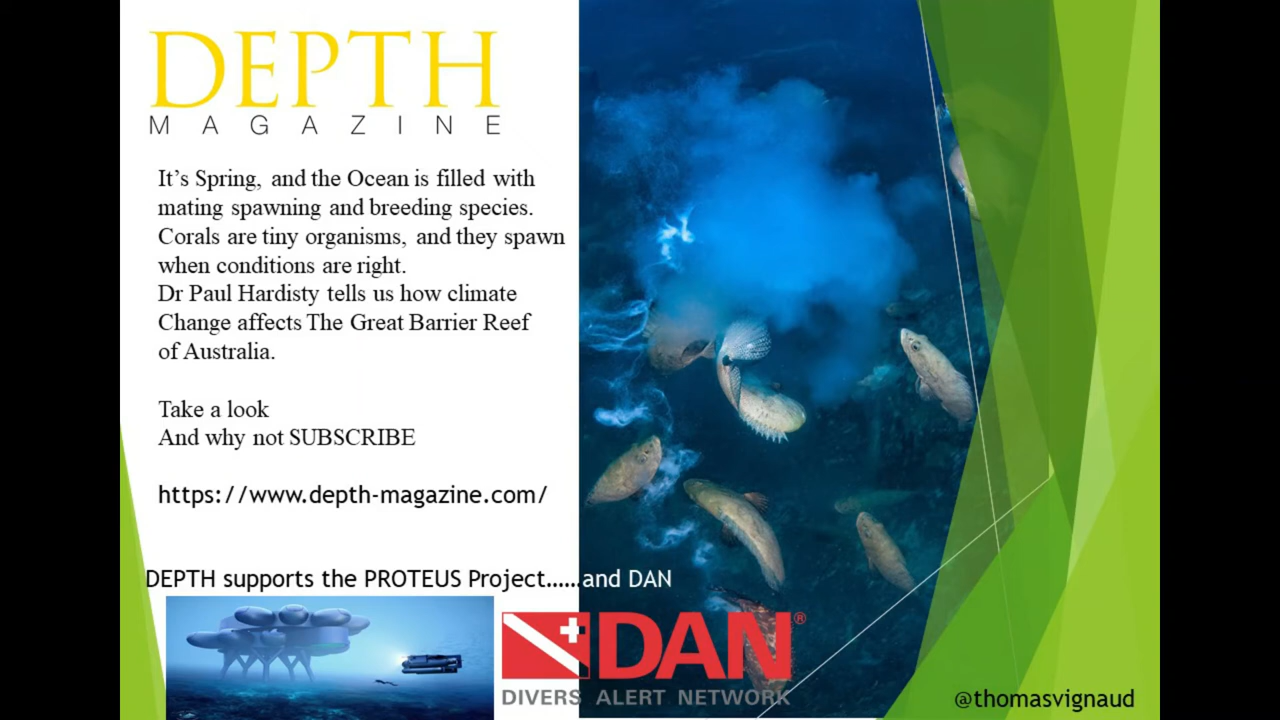 DEPTH
MAGAZINE
It's Spring, and the Ocean is filled with
mating spawning and breeding species.
Corals are tiny organisms, and they spawn
when conditions are right.
Dr Paul Hardisty tells us how climate
Change affects The Great Barrier Reef
of Australia.
Take a look
And why not SUBSCRIBE
https://www.depth-magazine.com/
DEPTH supports the PROTEUS Project......and DAN
DAN®
DIVERS ALERT NETWORK
@thomasvignaud